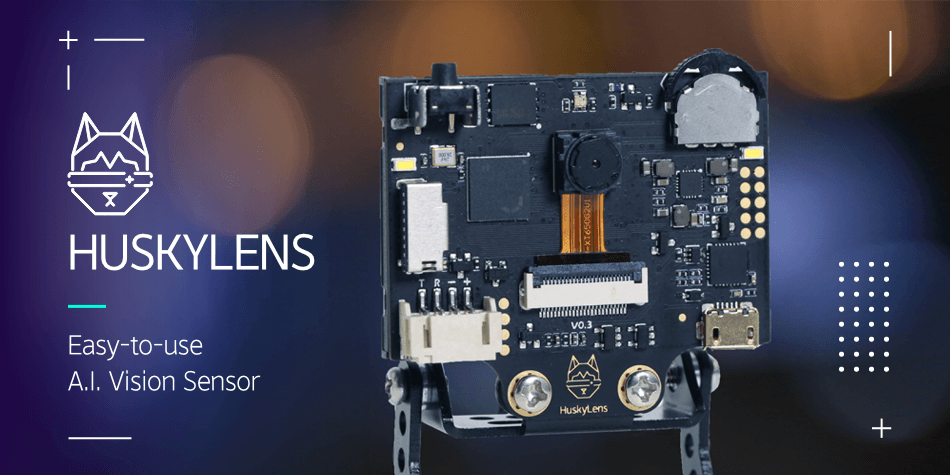 HUSKYLENS
Easy-to-use
A.I. Vision Sensor
T R − +
V0.3
HuskyLens